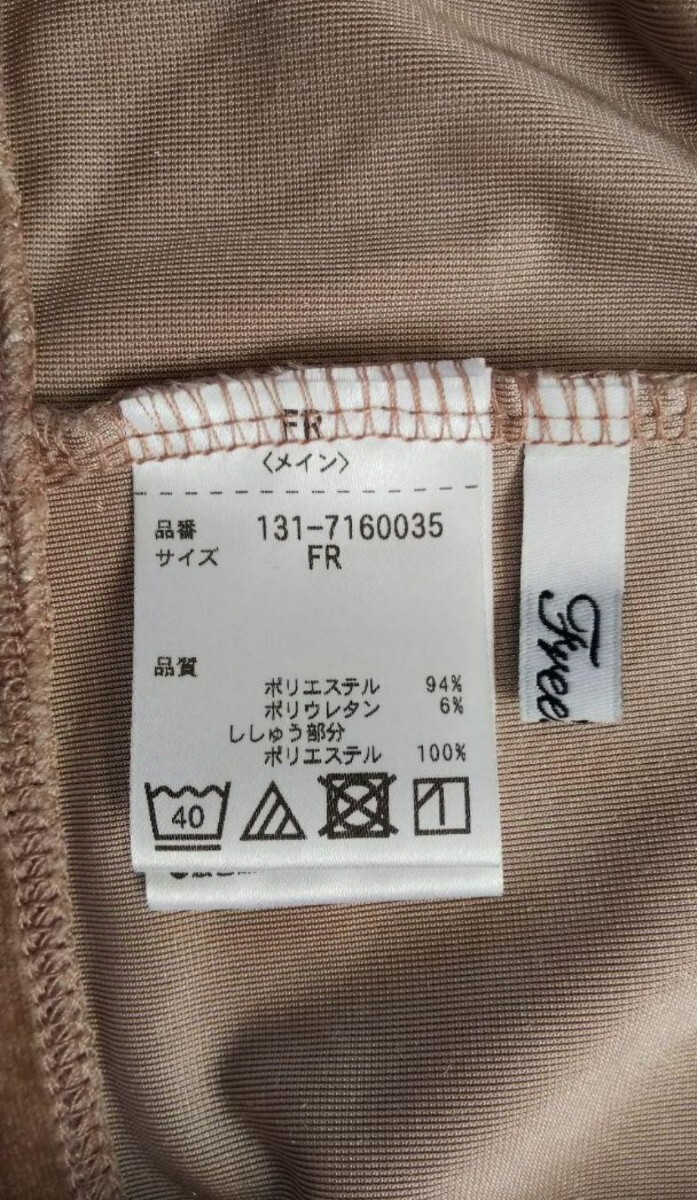 FR
〈メイン〉
品番 131-7160035
サイズ FR
品質
ポリエステル 94%
ポリウレタン 6%
ししゅう部分
ポリエステル 100%
40